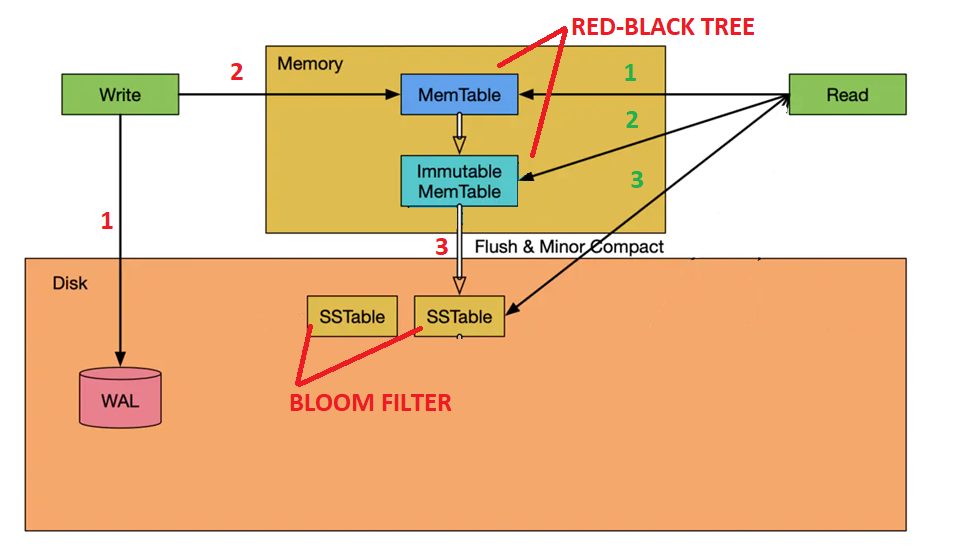 RED-BLACK TREE
Memory
2
1
Write
MemTable
Read
2
Immutable
MemTable
3
1
3
Flush & Minor Compact
Disk
SSTable
SSTable
WAL
BLOOM FILTER